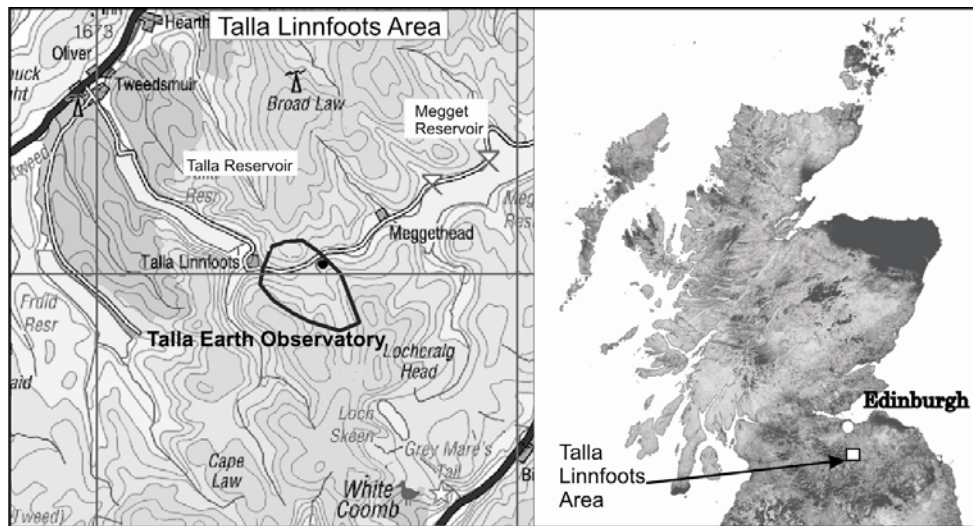 Talla Linnfoots Area
Hearth
1673
Oliver
Tweedsmuir
Broad Law
Megget
Reservoir
Talla Reservoir
Resr
Meggethead
Talla Linnfoots
Fruid
Resr
Talla Earth Observatory
Lochcraig
Head
Loch
Skeen
Grey Mare's
Tail
Cape
Law
White
Coomb
Bi
Tweed)
Edinburgh
Talla
Linnfoots
Area